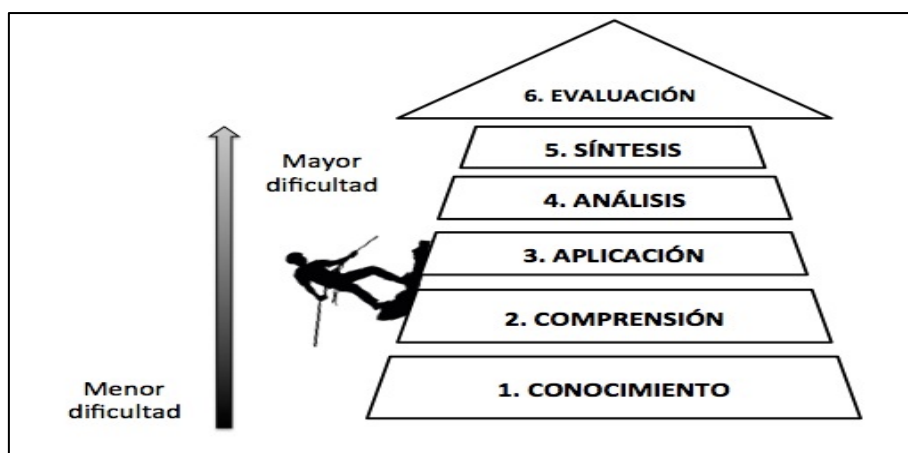 6. EVALUACIÓN
5. SÍNTESIS
Mayor
dificultad
4. ANÁLISIS
3. APLICACIÓN
2. COMPRENSIÓN
Menor
dificultad
1. CONOCIMIENTO